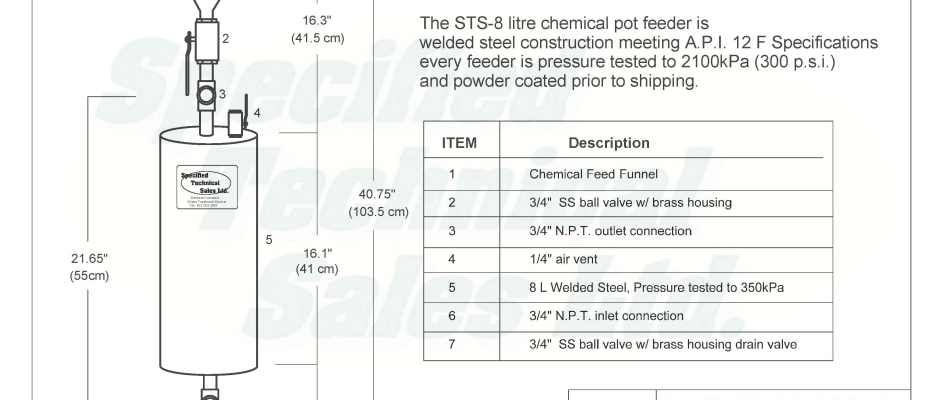 The STS-8 litre chemical pot feeder is
welded steel construction meeting A.P.I. 12 F Specifications
every feeder is pressure tested to 2100kPa (300 p.s.i.)
and powder coated prior to shipping.
16.3"
(41.5 cm)
2
3
4
Specified
Technical
Sales Ltd.
5
21.65"
(55cm)
16.1"
(41 cm)
40.75"
(103.5 cm)
ITEM Description
1 Chemical Feed Funnel
2 3/4" SS ball valve w/ brass housing
3 3/4" N.P.T. outlet connection
4 1/4" air vent
5 8 L Welded Steel, Pressure tested to 350kPa
6 3/4" N.P.T. inlet connection
7 3/4" SS ball valve w/ brass housing drain valve
Specified
Technical
Sales Ltd.